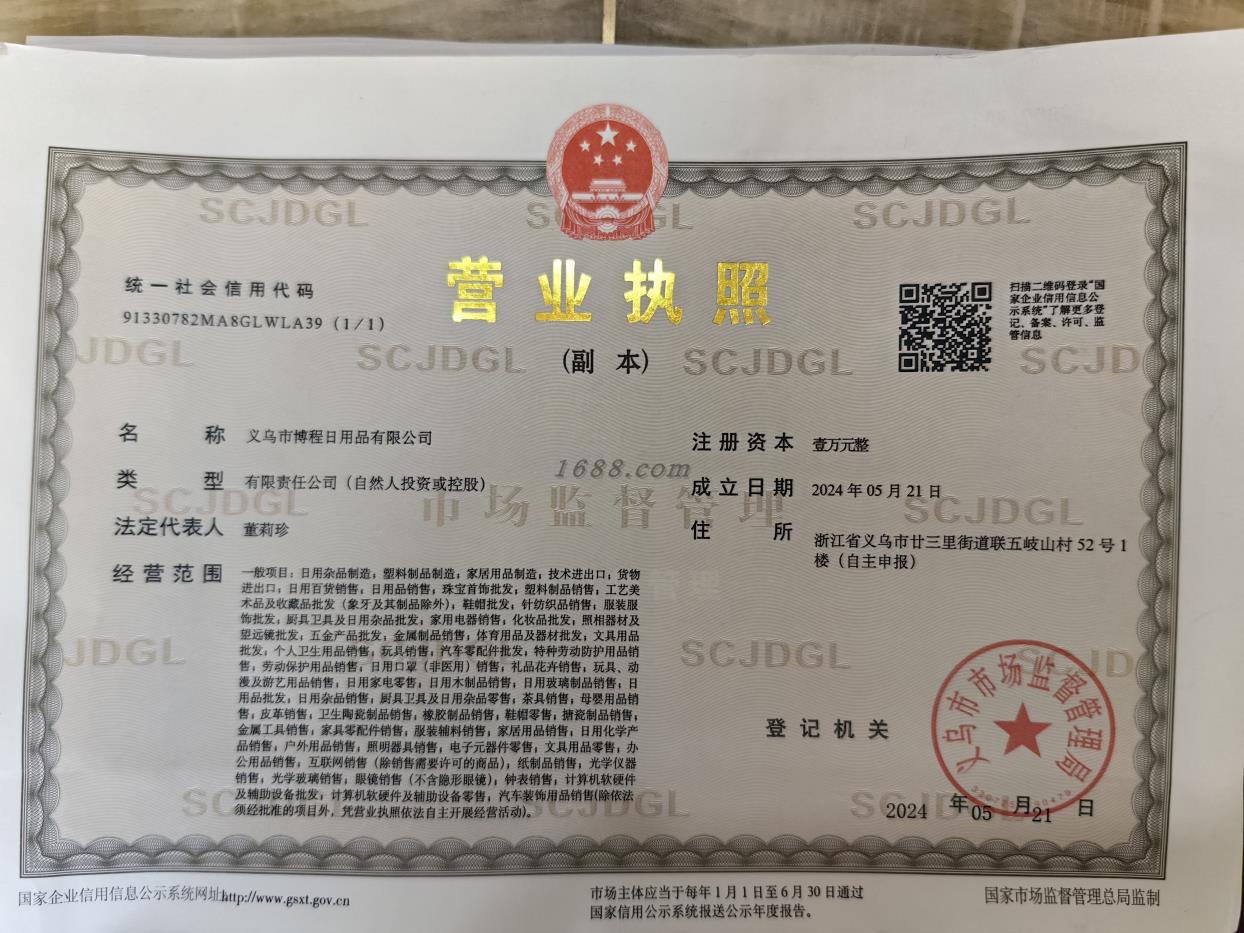 营业执照
(副 本)
统一社会信用代码
91330782MA8GLWLA39 (1/1)
扫描二维码登录“国
家企业信用信息公
示系统”了解更多登
记、备案、许可、监
管信息
名 称 义乌市博程日用品有限公司
类 型 有限责任公司（自然人投资或控股）
法定代表人 董莉珍
经营范围 一般项目：日用杂品制造；塑料制品制造；家居用品制造；技术进出口；货物
进出口；日用百货销售；日用品销售；珠宝首饰批发；塑料制品销售；工艺美
术品及收藏品批发（象牙及其制品除外）；鞋帽批发；针纺织品销售；服装服
饰批发；厨具卫具及日用杂品批发；家用电器销售；化妆品批发；照相器材及
望远镜批发；五金产品批发；金属制品销售；体育用品及器材批发；文具用品
批发；个人卫生用品销售；玩具销售；汽车零配件批发；特种劳动防护用品销
售；劳动保护用品销售；日用口罩（非医用）销售；礼品花卉销售；玩具、动
漫及游艺用品销售；日用家电零售；日用木制品销售；日用玻璃制品销售；日
用品批发；日用杂品销售；厨具卫具及日用杂品零售；茶具销售；母婴用品销
售；皮革销售；卫生陶瓷制品销售；橡胶制品销售；鞋帽零售；搪瓷制品销售；
金属工具销售；家具零配件销售；服装辅料销售；家居用品销售；日用化学产
品销售；户外用品销售；照明器具销售；电子元器件零售；文具用品零售；办
公用品销售；互联网销售（除销售需要许可的商品）；纸制品销售；光学仪器
销售；光学玻璃销售；眼镜销售（不含隐形眼镜）；钟表销售；计算机软硬件
及辅助设备批发；计算机软硬件及辅助设备零售；汽车装饰用品销售(除依法
须经批准的项目外，凭营业执照依法自主开展经营活动)。
注册资本 壹万元整
成立日期 2024 年 05 月 21 日
住 所 浙江省义乌市廿三里街道联五岐山村 52 号 1
楼（自主申报）
1688.com
市场监督管理
SCJDGL
登记机关
义乌市市场监督管理局
2024 年 05 月 21 日
国家企业信用信息公示系统网址http://www.gsxt.gov.cn
市场主体应当于每年 1 月 1 日至 6 月 30 日通过
国家信用公示系统报送公示年度报告。
国家市场监督管理总局监制